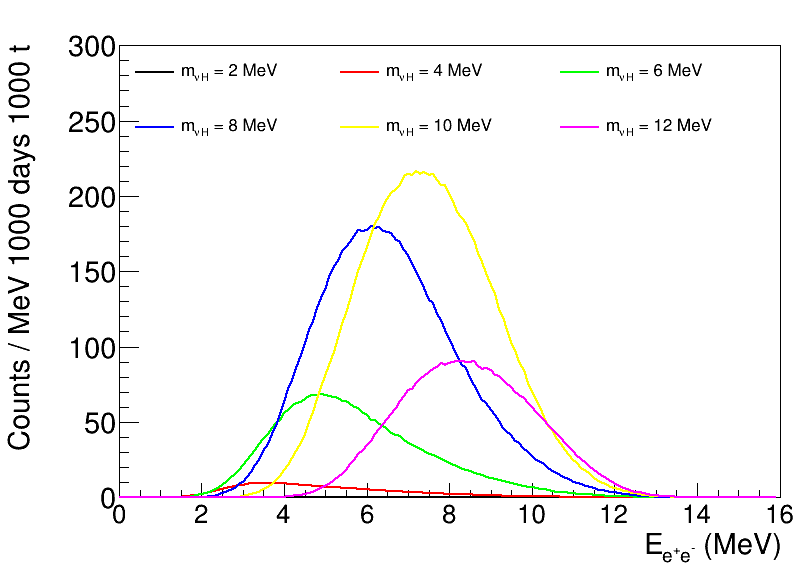 Counts / MeV 1000 days 1000 t
300
250
200
150
100
50
0
m_νH = 2 MeV m_νH = 4 MeV m_νH = 6 MeV
m_νH = 8 MeV m_νH = 10 MeV m_νH = 12 MeV
0 2 4 6 8 10 12 14 16
E_e⁺e⁻ (MeV)